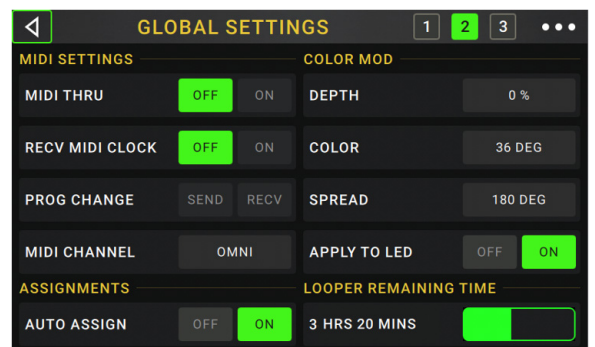 GLOBAL SETTINGS
1 2 3
MIDI SETTINGS
MIDI THRU OFF ON
RECV MIDI CLOCK OFF ON
PROG CHANGE SEND RECV
MIDI CHANNEL OMNI
ASSIGNMENTS
AUTO ASSIGN OFF ON
COLOR MOD
DEPTH 0 %
COLOR 36 DEG
SPREAD 180 DEG
APPLY TO LED OFF ON
LOOPER REMAINING TIME
3 HRS 20 MINS